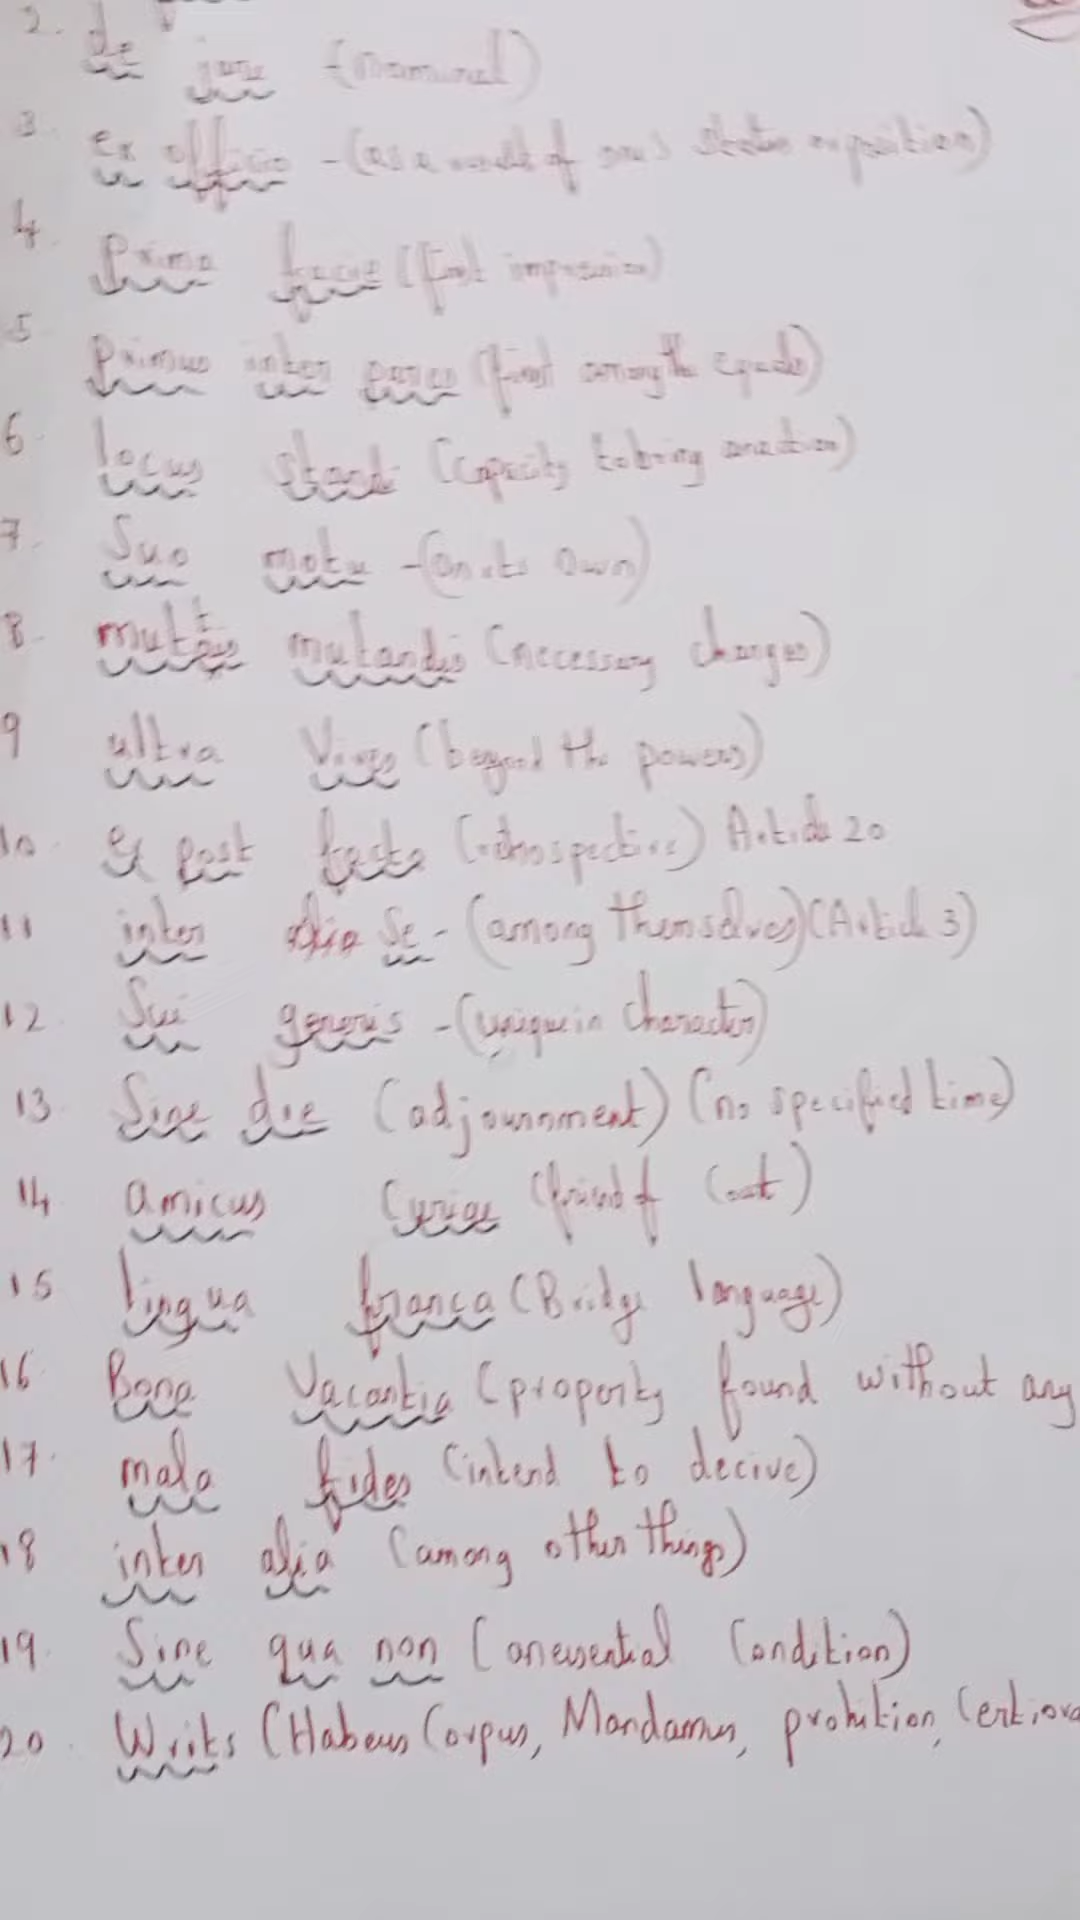 2. de jure - (nominal)
3. ex officio - (as a result of one's status or position)
4. Prima facie (first impression)
5 Primus inter pares (first among the equals)
6. locus standi (capacity to bring an action)
7. Suo motu - (on its own)
8. mutatis mutandis (necessary changes)
9 ultra Vires (beyond the powers)
10 ex post facto (retrospective) Article 20
11 inter se - (among themselves) (Article 3)
12 Sui generis - (unique in character)
13 Sine die (adjournment) (no specified time)
14 amicus Curiae (friend of Court)
15 lingua franca (Bridge language)
16 Bona Vacantia (property found without any
17. mala fides (intend to decive)
18 inter alia (among other things)
19. Sine qua non (an essential Condition)
20. Writs (Habeus Corpus, Mandamus, prohibition, Certiora